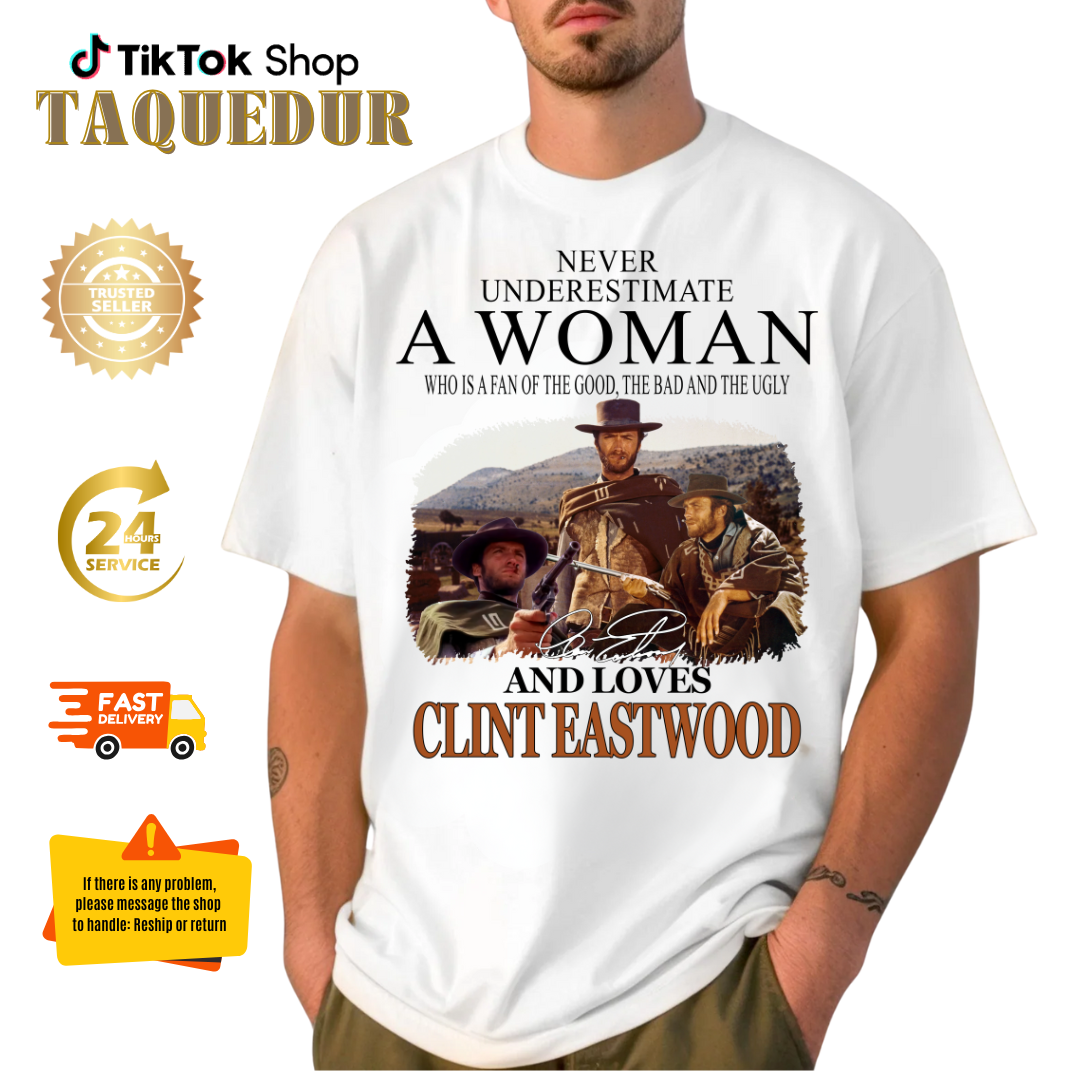 TikTok Shop
TAQUEDUR
TRUSTED
SELLER
24
HOURS
SERVICE
FAST
DELIVERY
If there is any problem,
please message the shop
to handle: Reship or return
NEVER
UNDERESTIMATE
A WOMAN
WHO IS A FAN OF THE GOOD, THE BAD AND THE UGLY
AND LOVES
CLINT EASTWOOD